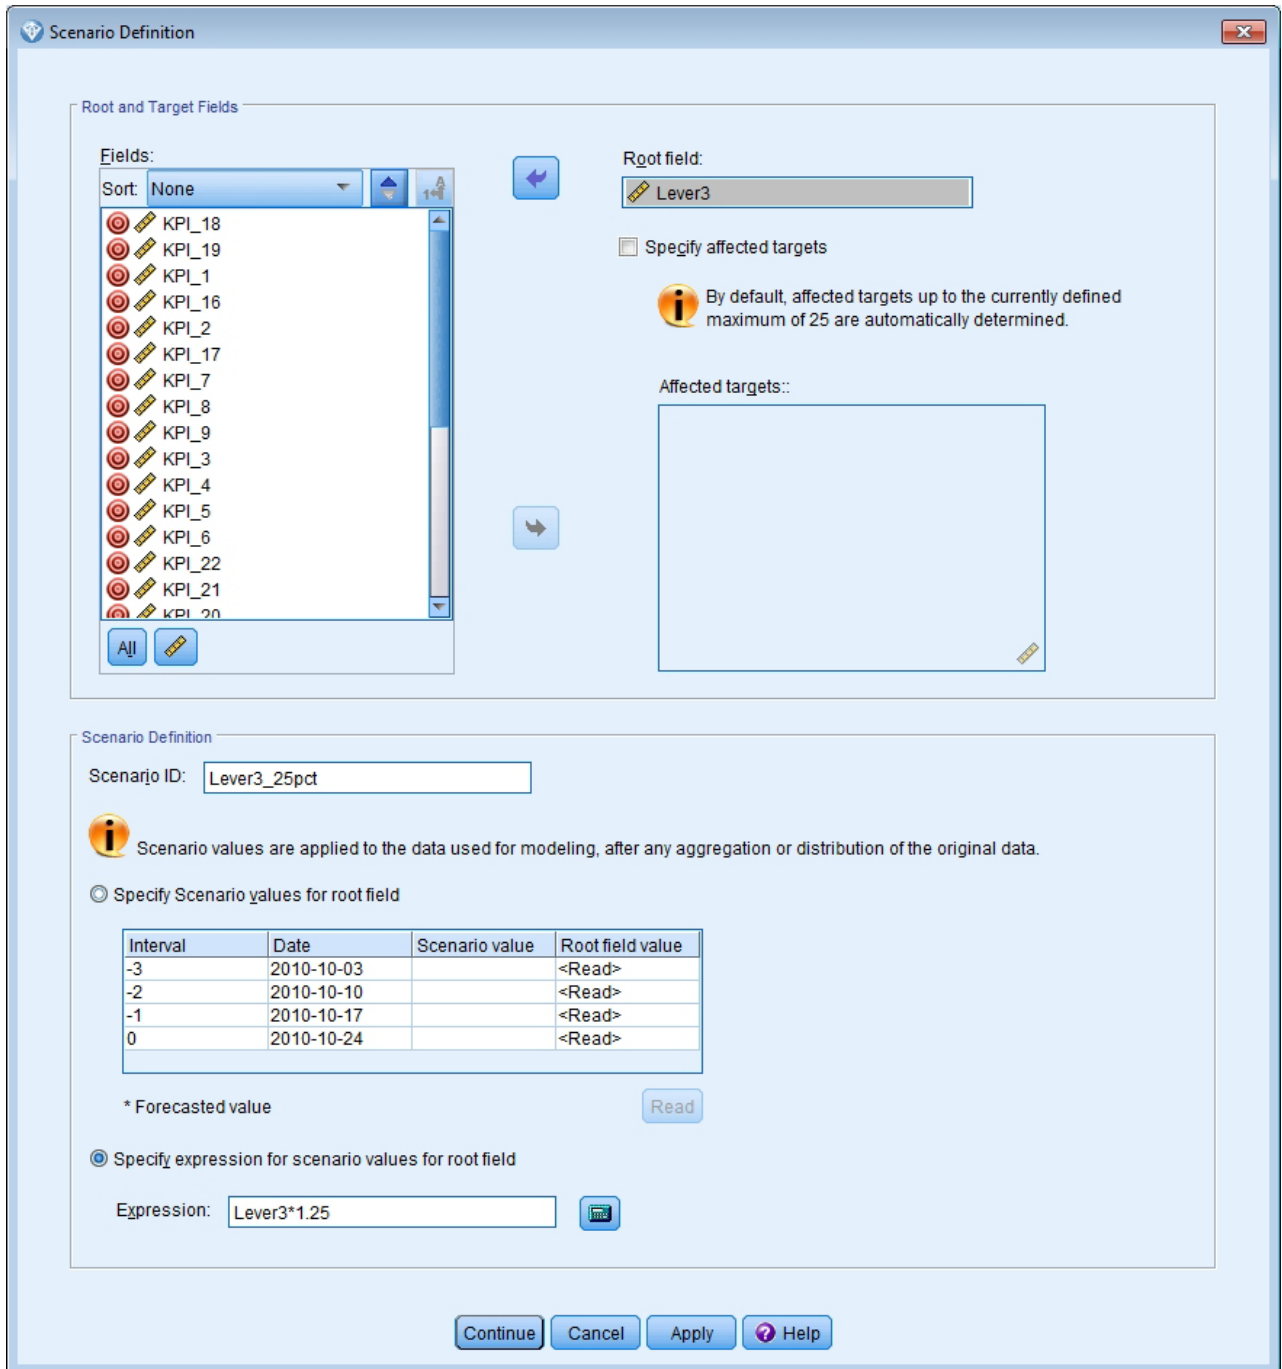 Scenario Definition
Root and Target Fields
Fields:
Sort: None
KPI_18
KPI_19
KPI_1
KPI_16
KPI_2
KPI_17
KPI_7
KPI_8
KPI_9
KPI_3
KPI_4
KPI_5
KPI_6
KPI_22
KPI_21
KPI_20
All
Root field:
Lever3
Specify affected targets
By default, affected targets up to the currently defined
maximum of 25 are automatically determined.
Affected targets::
Scenario Definition
Scenario ID: Lever3_25pct
Scenario values are applied to the data used for modeling, after any aggregation or distribution of the original data.
Specify Scenario values for root field
Interval Date Scenario value Root field value
-3 2010-10-03 <Read>
-2 2010-10-10 <Read>
-1 2010-10-17 <Read>
0 2010-10-24 <Read>
* Forecasted value Read
Specify expression for scenario values for root field
Expression: Lever3*1.25
Continue Cancel Apply Help